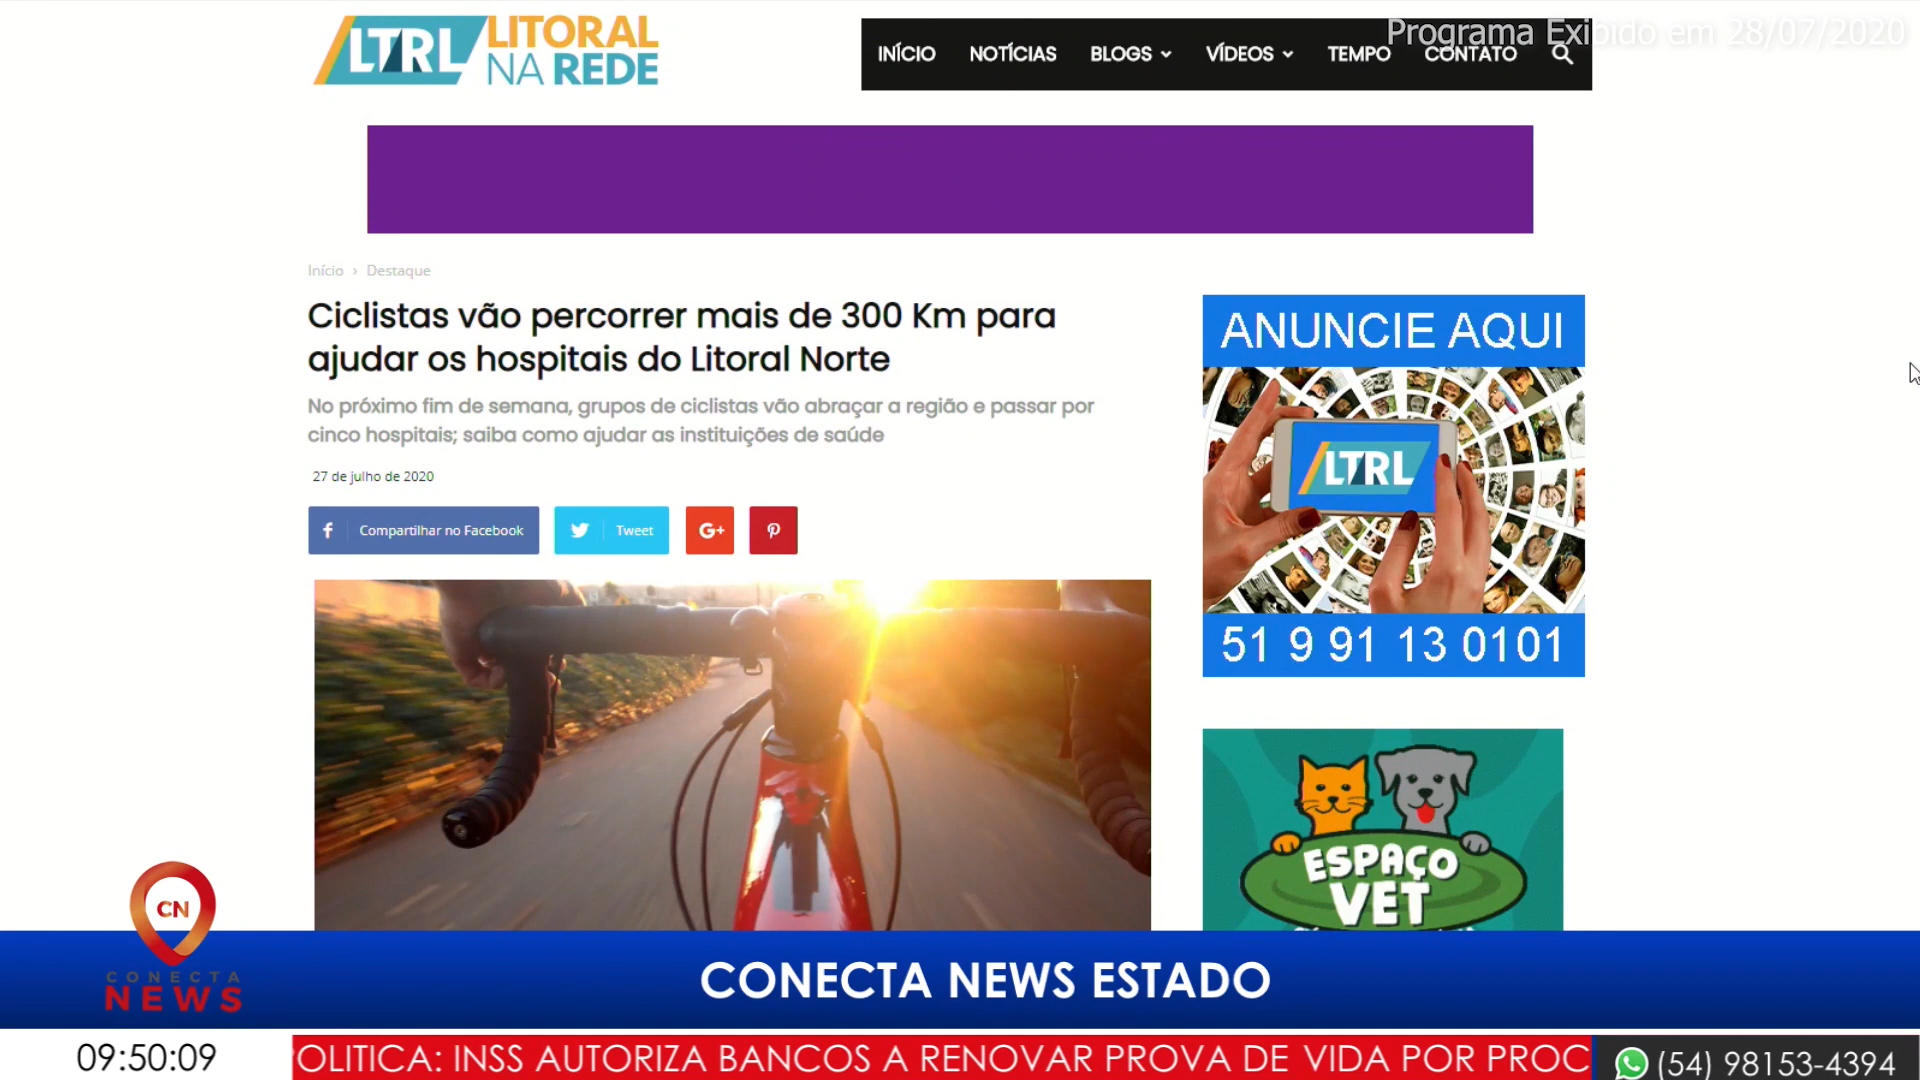 LTRL LITORAL
NA REDE
Programa Exibido em 28/07/2020
INÍCIO NOTÍCIAS BLOGS VÍDEOS TEMPO CONTATO
Início › Destaque
Ciclistas vão percorrer mais de 300 Km para
ajudar os hospitais do Litoral Norte
No próximo fim de semana, grupos de ciclistas vão abraçar a região e passar por
cinco hospitais; saiba como ajudar as instituições de saúde
27 de julho de 2020
Compartilhar no Facebook
Tweet
G+
ANUNCIE AQUI
LTRL
51 9 91 13 0101
ESPAÇO
VET
CN
CONECTA
NEWS
CONECTA NEWS ESTADO
09:50:09
OLITICA: INSS AUTORIZA BANCOS A RENOVAR PROVA DE VIDA POR PROC
(54) 98153-4394